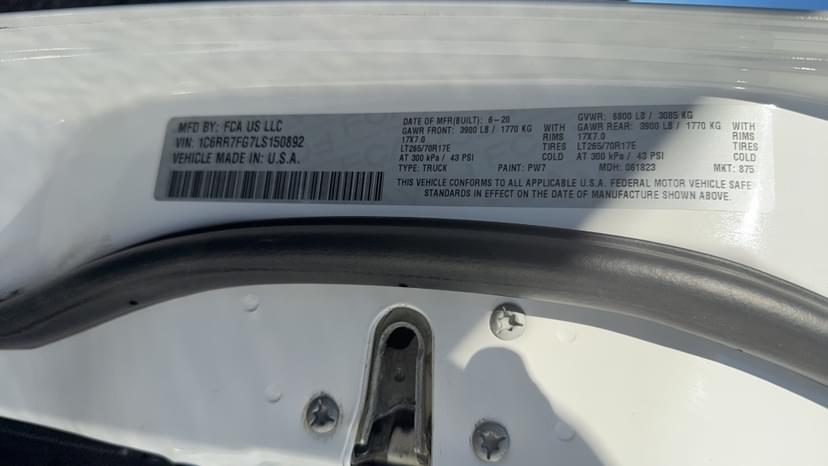 MFD BY: FCA US LLC
VIN: 1C6RR7FG7LS150892
VEHICLE MADE IN U.S.A.
DATE OF MFR(BUILT): 6-20 GVWR: 6800 LB / 3085 KG
GAWR FRONT: 3900 LB / 1770 KG WITH GAWR REAR: 3900 LB / 1770 KG WITH
17X7.0 RIMS 17X7.0 RIMS
LT265/70R17E TIRES LT265/70R17E TIRES
AT 300 kPa / 43 PSI AT 300 kPa / 43 PSI
TYPE: TRUCK PAINT: PW7 MDH: 061823 MKT: 875
THIS VEHICLE CONFORMS TO ALL APPLICABLE U.S.A. FEDERAL MOTOR VEHICLE SAFE
STANDARDS IN EFFECT ON THE DATE OF MANUFACTURE SHOWN ABOVE.